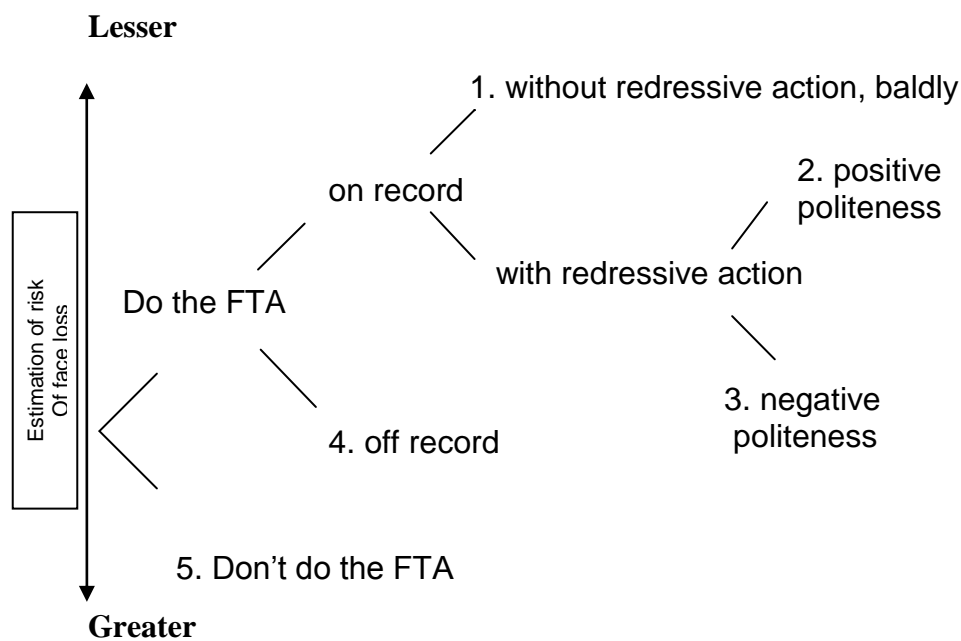 Lesser
1. without redressive action, baldly
on record
2. positive
politeness
with redressive action
Do the FTA
Estimation of risk
Of face loss
3. negative
politeness
4. off record
5. Don’t do the FTA
Greater